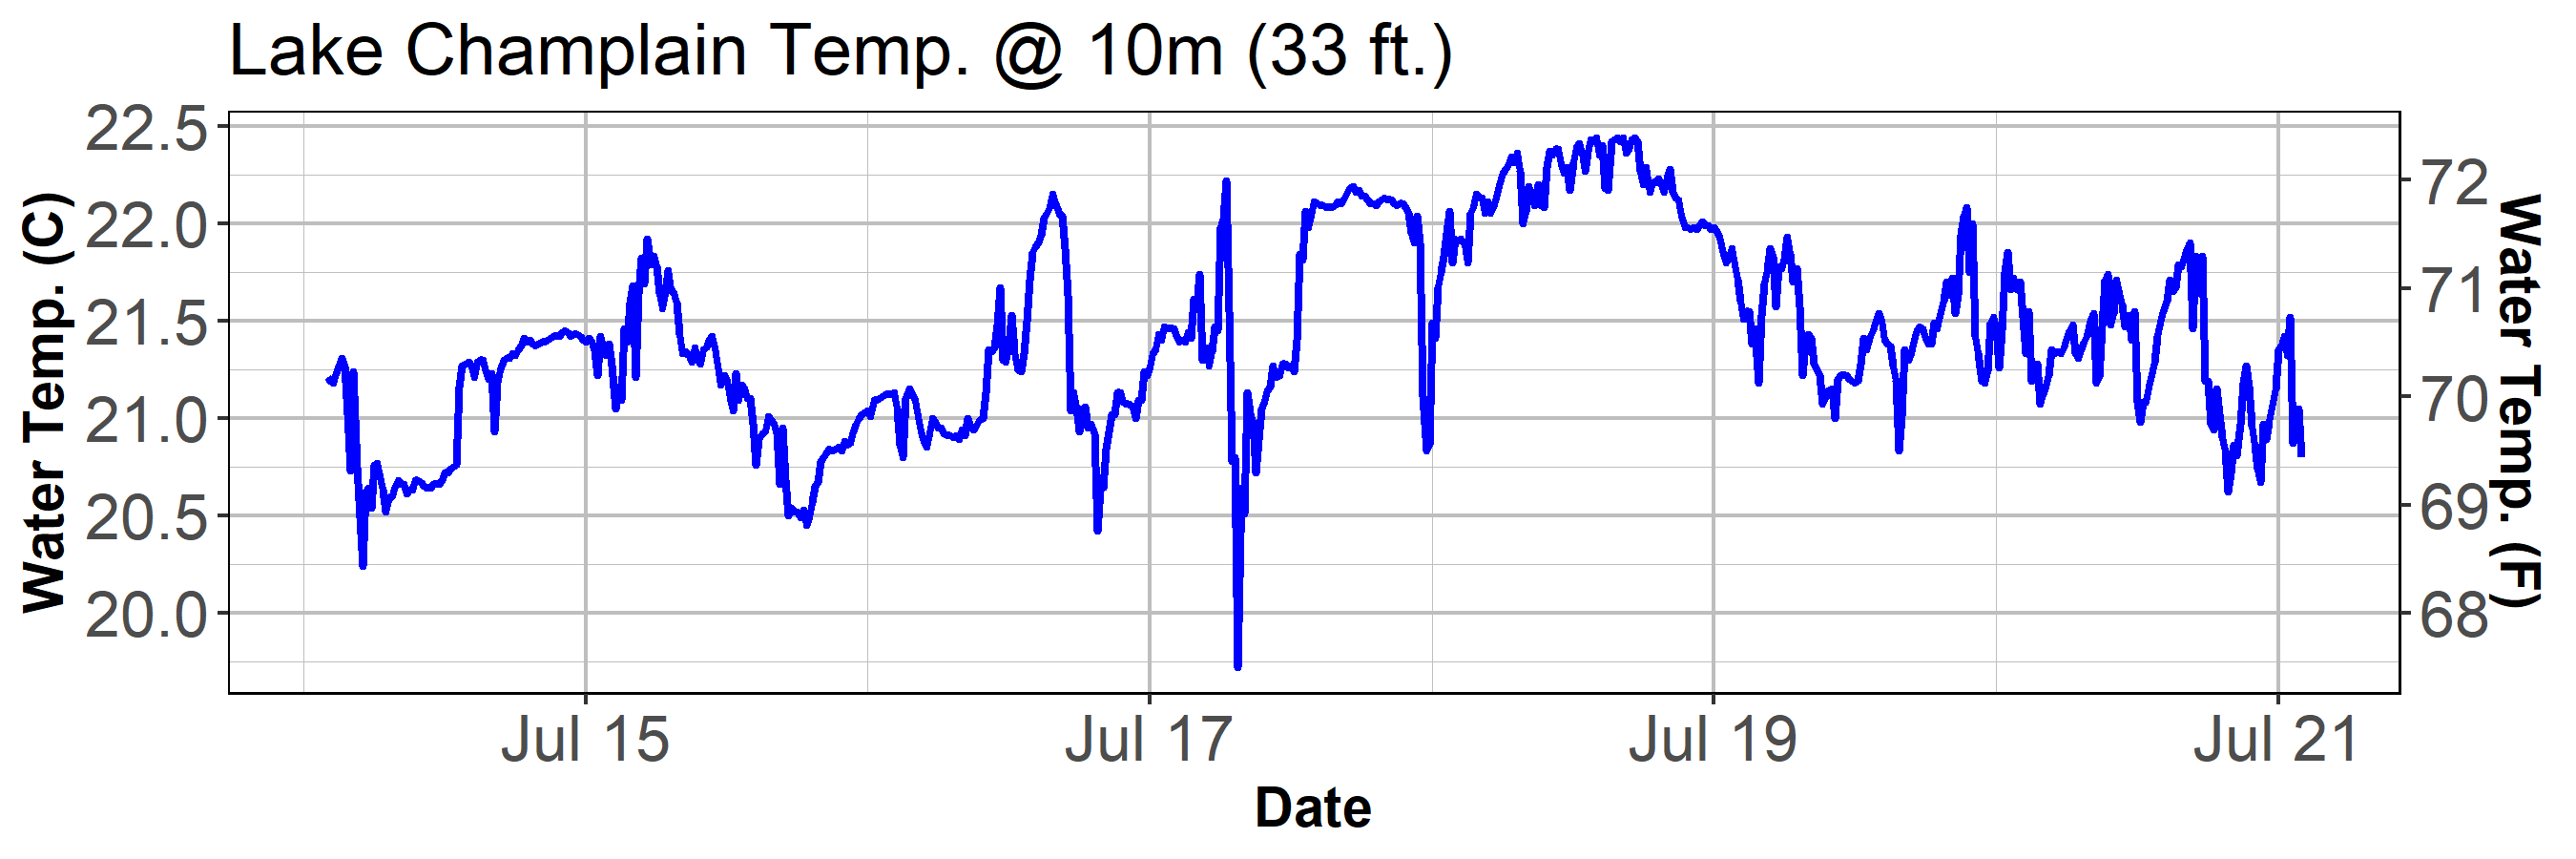 Lake Champlain Temp. @ 10m (33 ft.)
Water Temp. (C)
22.5
22.0
21.5
21.0
20.5
20.0
72
71
70
69
68
Water Temp. (F)
Jul 15
Jul 17
Jul 19
Jul 21
Date